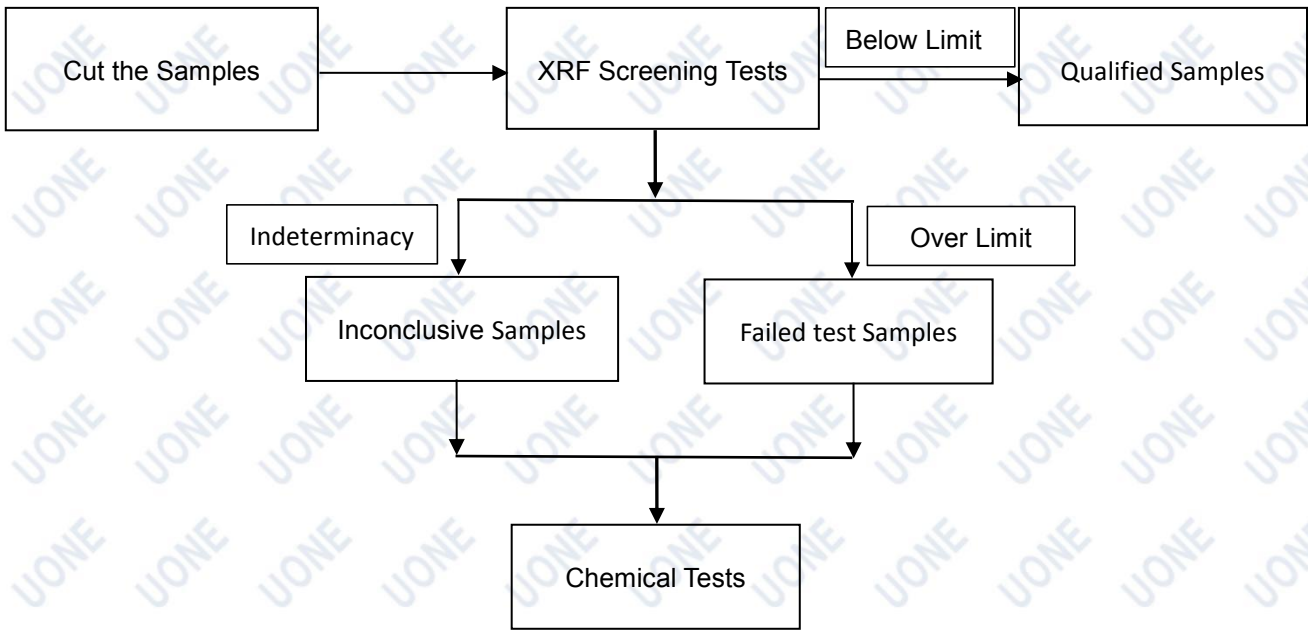 Cut the Samples
XRF Screening Tests
Below Limit
Qualified Samples
Indeterminacy
Over Limit
Inconclusive Samples
Failed test Samples
Chemical Tests
UONE